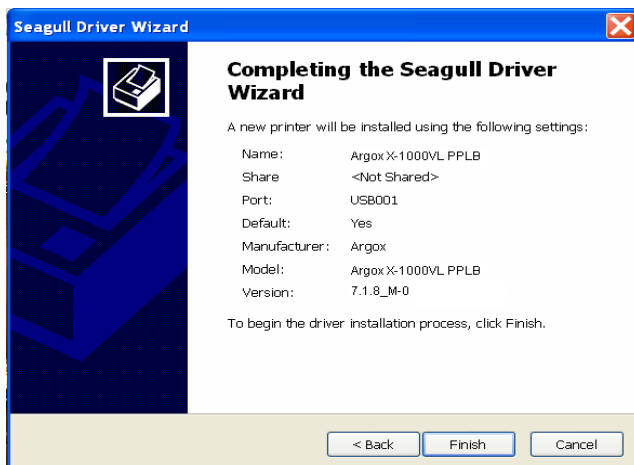 Seagull Driver Wizard
Completing the Seagull Driver
Wizard
A new printer will be installed using the following settings:
Name: Argox X-1000VL PPLB
Share <Not Shared>
Port: USB001
Default: Yes
Manufacturer: Argox
Model: Argox X-1000VL PPLB
Version: 7.1.8_M-0
To begin the driver installation process, click Finish.
< Back Finish Cancel